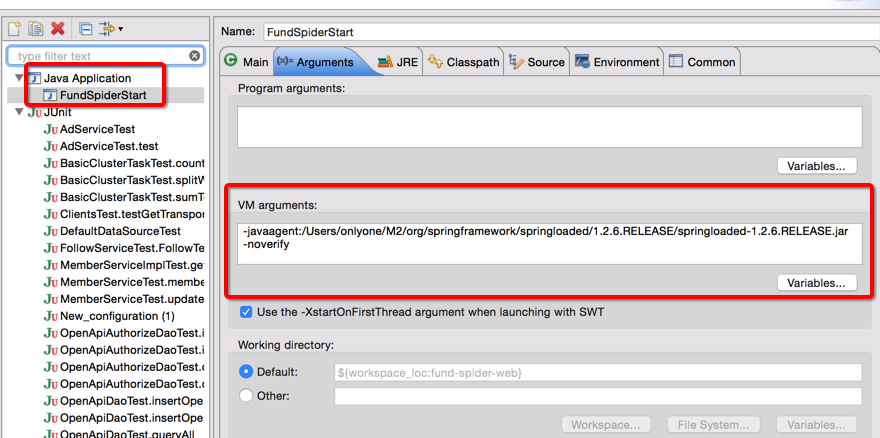 Name: FundSpiderStart
type filter text
Java Application
FundSpiderStart
JUnit
AdServiceTest
AdServiceTest.test
BasicClusterTaskTest.count
BasicClusterTaskTest.splitW
BasicClusterTaskTest.sumT
ClientsTest.testGetTranspor
DefaultDataSourceTest
FollowServiceTest.FollowTe
MemberServiceImplTest.ge
MemberServiceTest.membe
MemberServiceTest.update
New_configuration (1)
OpenApiAuthorizeDaoTest.i
OpenApiAuthorizeDaoTest.c
OpenApiAuthorizeDaoTest.c
OpenApiDaoTest.insertOpe
OpenApiDaoTest.insertOpe
OpenApiDaoTest.queryAll
Main (x)= Arguments JRE Classpath Source Environment Common
Program arguments:
Variables...
VM arguments:
-javaagent:/Users/onlyone/M2/org/springframework/springloaded/1.2.6.RELEASE/springloaded-1.2.6.RELEASE.jar
-noverify
Variables...
Use the -XstartOnFirstThread argument when launching with SWT
Working directory:
Default: ${workspace_loc:fund-spider-web}
Other:
Workspace... File System... Variables...